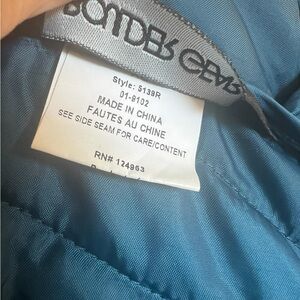 BOULDER GEAR
Style: 5139R
01-8102
MADE IN CHINA
FAUTES AU CHINE
SEE SIDE SEAM FOR CARE/CONTENT
RN# 124963